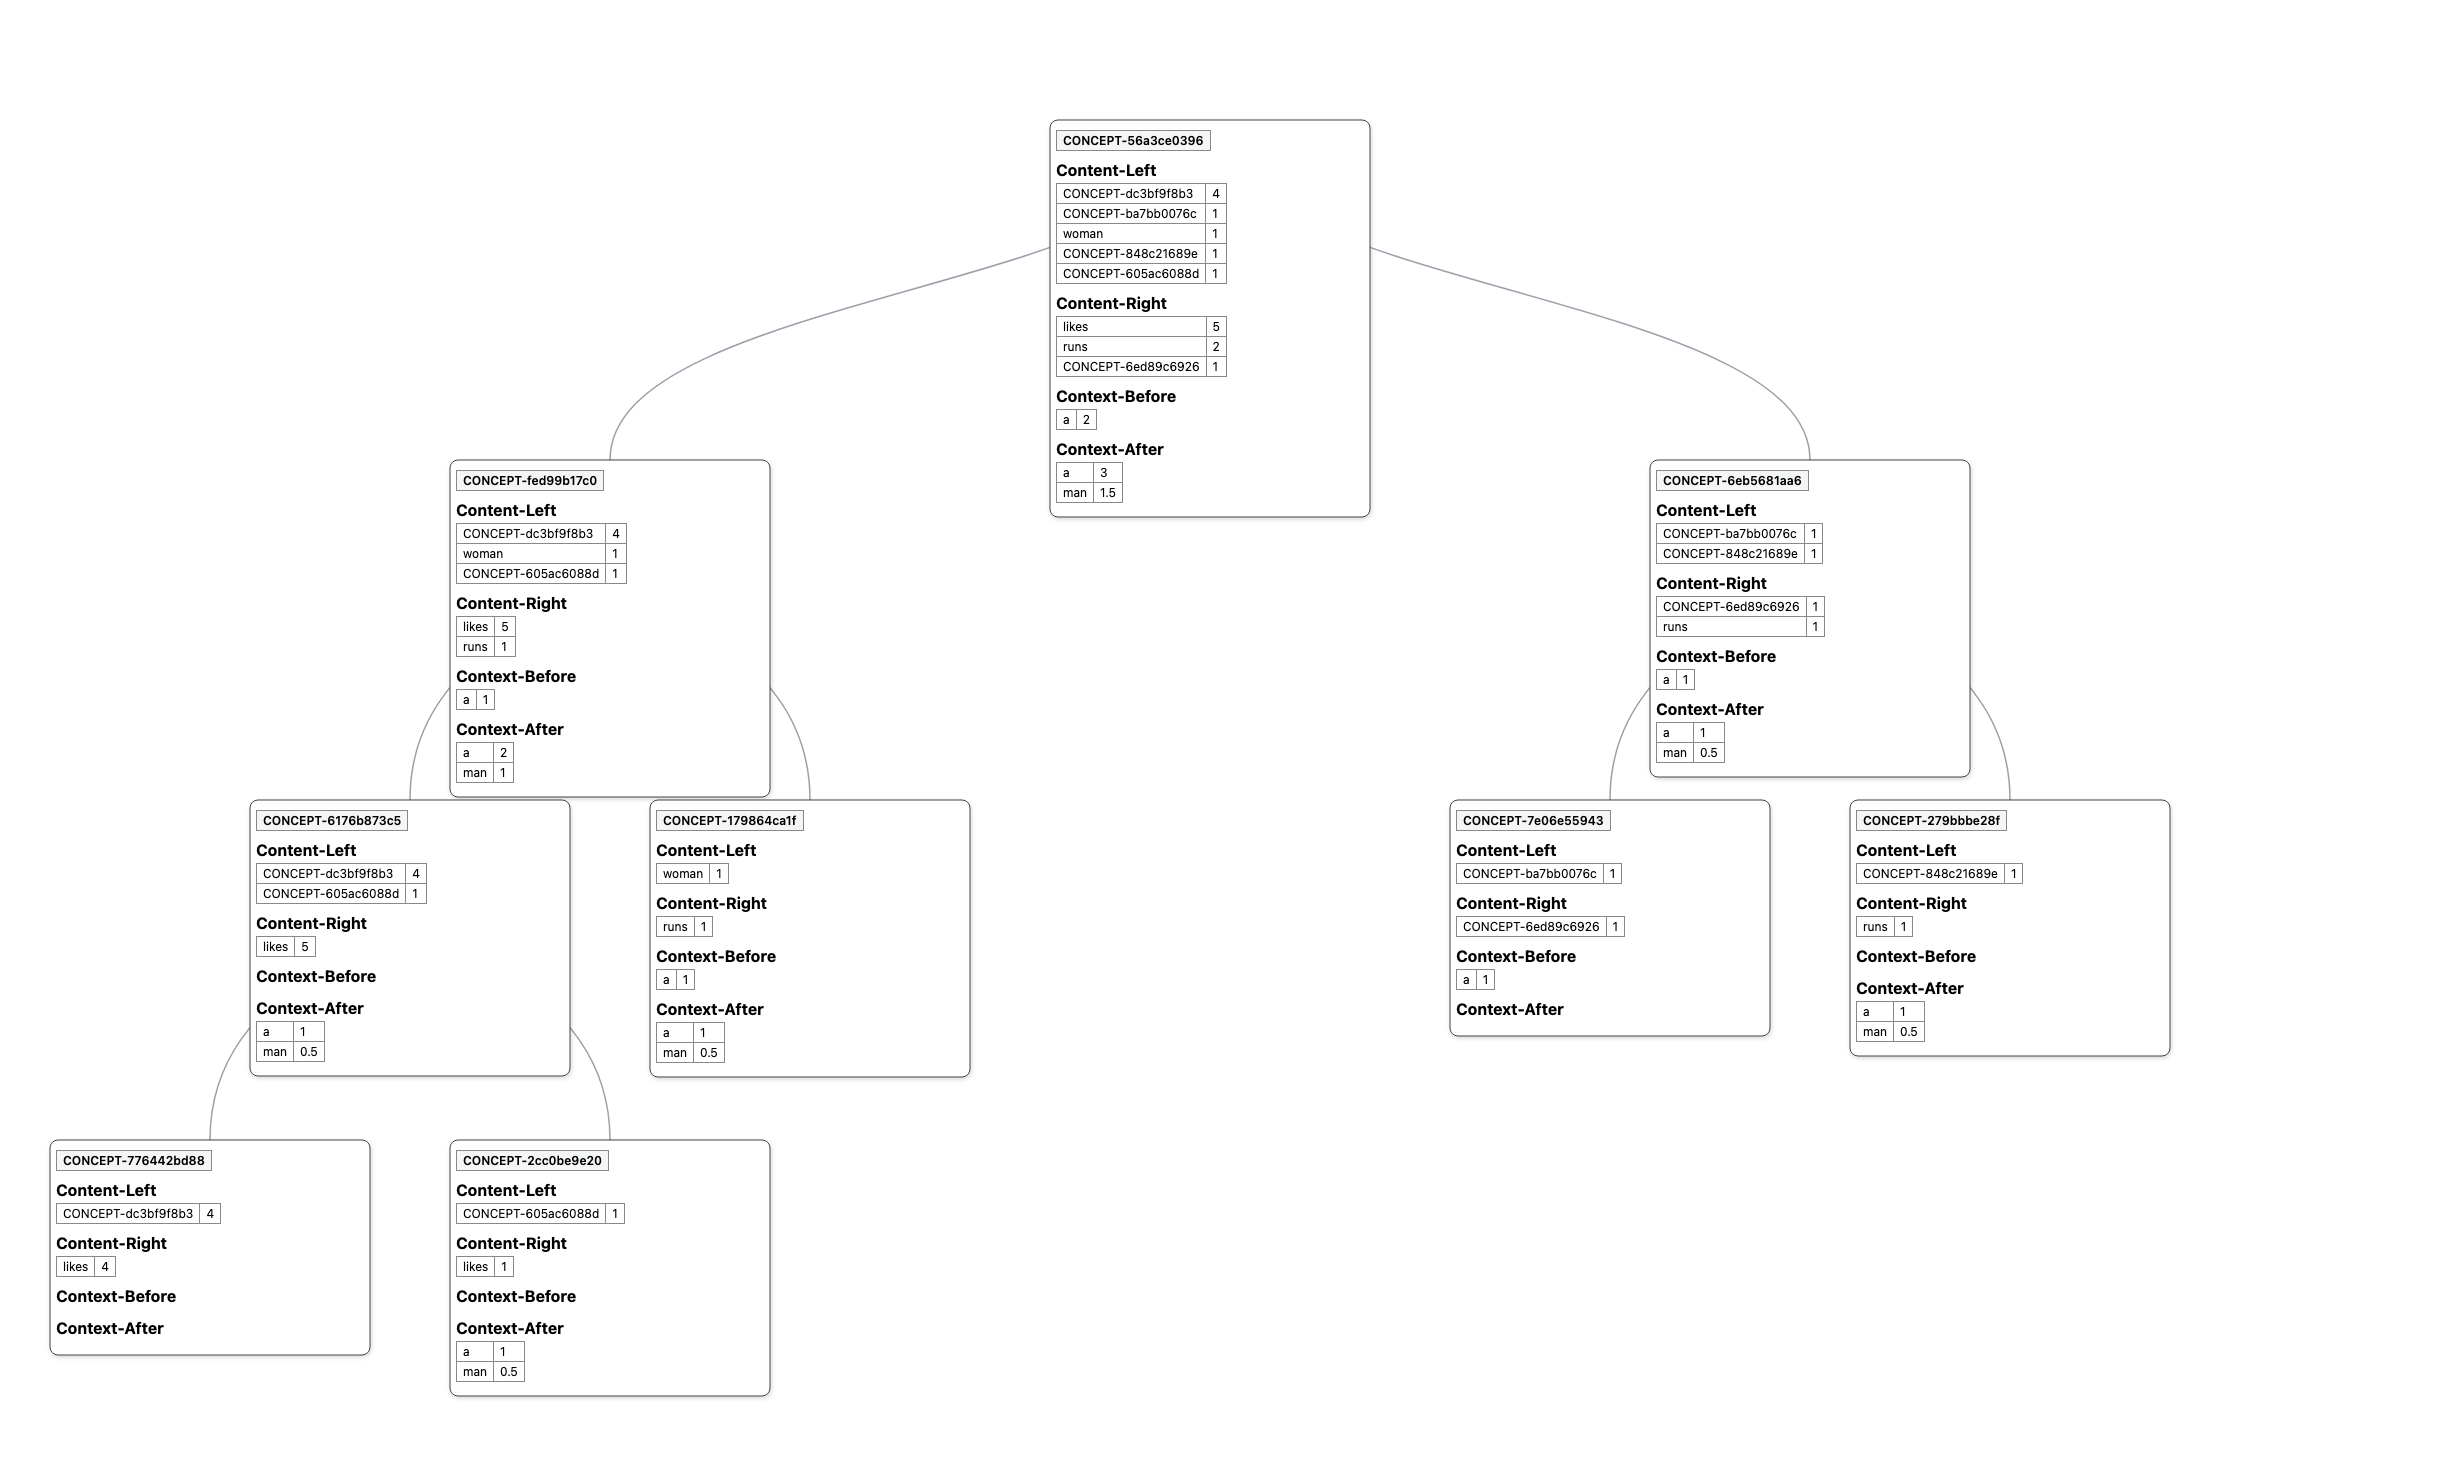 CONCEPT-56a3ce0396
Content-Left
CONCEPT-dc3bf9f8b3 4
CONCEPT-ba7bb0076c 1
woman 1
CONCEPT-848c21689e 1
CONCEPT-605ac6088d 1
Content-Right
likes 5
runs 2
CONCEPT-6ed89c6926 1
Context-Before
a 2
Context-After
a 3
man 1.5
CONCEPT-fed99b17c0
Content-Left
CONCEPT-dc3bf9f8b3 4
woman 1
CONCEPT-605ac6088d 1
Content-Right
likes 5
runs 1
Context-Before
a 1
Context-After
a 2
man 1
CONCEPT-6eb5681aa6
Content-Left
CONCEPT-ba7bb0076c 1
CONCEPT-848c21689e 1
Content-Right
CONCEPT-6ed89c6926 1
runs 1
Context-Before
a 1
Context-After
a 1
man 0.5
CONCEPT-6176b873c5
Content-Left
CONCEPT-dc3bf9f8b3 4
CONCEPT-605ac6088d 1
Content-Right
likes 5
Context-Before
Context-After
a 1
man 0.5
CONCEPT-179864ca1f
Content-Left
woman 1
Content-Right
runs 1
Context-Before
a 1
Context-After
a 1
man 0.5
CONCEPT-7e06e55943
Content-Left
CONCEPT-ba7bb0076c 1
Content-Right
CONCEPT-6ed89c6926 1
Context-Before
a 1
Context-After
CONCEPT-279bbbe28f
Content-Left
CONCEPT-848c21689e 1
Content-Right
runs 1
Context-Before
Context-After
a 1
man 0.5
CONCEPT-776442bd88
Content-Left
CONCEPT-dc3bf9f8b3 4
Content-Right
likes 4
Context-Before
Context-After
CONCEPT-2cc0be9e20
Content-Left
CONCEPT-605ac6088d 1
Content-Right
likes 1
Context-Before
Context-After
a 1
man 0.5